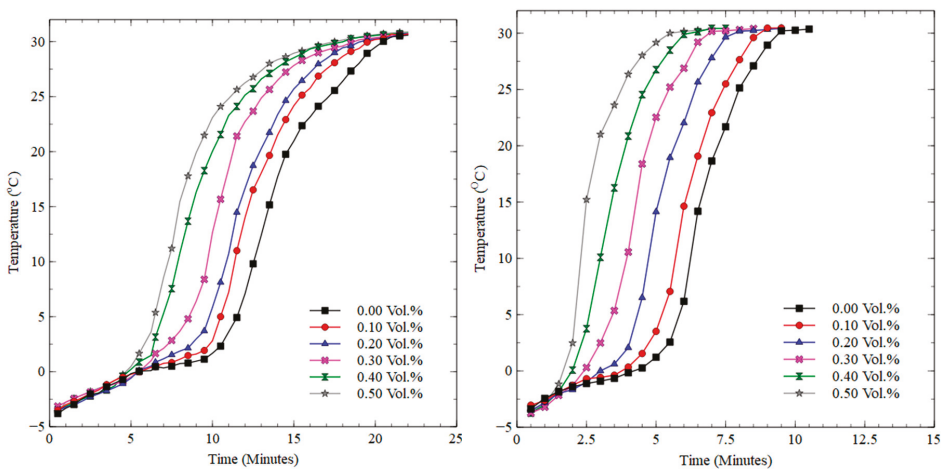 30
25
20
15
10
5
0
−5
Temperature (°C)
0
5
10
15
20
25
Time (Minutes)
0.00 Vol.%
0.10 Vol.%
0.20 Vol.%
0.30 Vol.%
0.40 Vol.%
0.50 Vol.%
30
25
20
15
10
5
0
−5
Temperature (°C)
0
2.5
5
7.5
10
12.5
15
Time (Minutes)
0.00 Vol.%
0.10 Vol.%
0.20 Vol.%
0.30 Vol.%
0.40 Vol.%
0.50 Vol.%